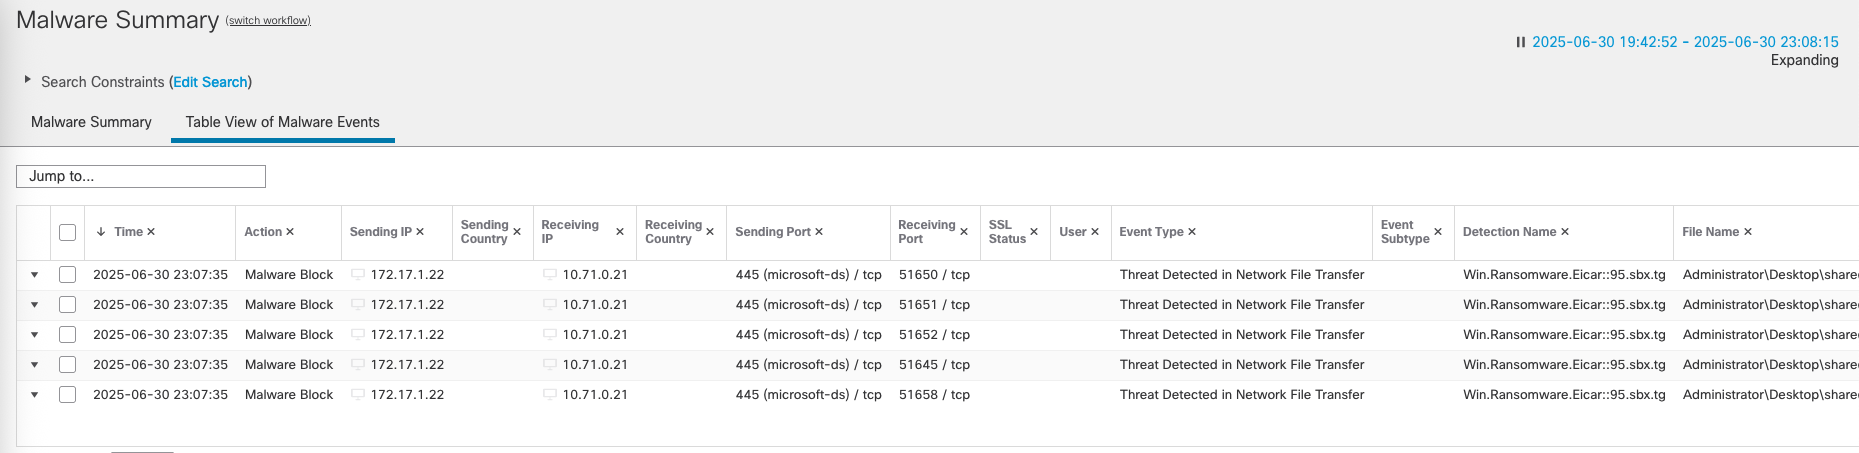 Malware Summary (switch workflow)
2025-06-30 19:42:52 - 2025-06-30 23:08:15
Expanding
Search Constraints (Edit Search)
Malware Summary Table View of Malware Events
Jump to...
Time × Action × Sending IP × Sending Country × Receiving IP × Receiving Country × Sending Port × Receiving Port × SSL Status × User × Event Type × Event Subtype × Detection Name × File Name ×
2025-06-30 23:07:35 Malware Block 172.17.1.22 10.71.0.21 445 (microsoft-ds) / tcp 51650 / tcp Threat Detected in Network File Transfer Win.Ransomware.Eicar::95.sbx.tg Administrator\Desktop\share
2025-06-30 23:07:35 Malware Block 172.17.1.22 10.71.0.21 445 (microsoft-ds) / tcp 51651 / tcp Threat Detected in Network File Transfer Win.Ransomware.Eicar::95.sbx.tg Administrator\Desktop\share
2025-06-30 23:07:35 Malware Block 172.17.1.22 10.71.0.21 445 (microsoft-ds) / tcp 51652 / tcp Threat Detected in Network File Transfer Win.Ransomware.Eicar::95.sbx.tg Administrator\Desktop\share
2025-06-30 23:07:35 Malware Block 172.17.1.22 10.71.0.21 445 (microsoft-ds) / tcp 51645 / tcp Threat Detected in Network File Transfer Win.Ransomware.Eicar::95.sbx.tg Administrator\Desktop\share
2025-06-30 23:07:35 Malware Block 172.17.1.22 10.71.0.21 445 (microsoft-ds) / tcp 51658 / tcp Threat Detected in Network File Transfer Win.Ransomware.Eicar::95.sbx.tg Administrator\Desktop\share